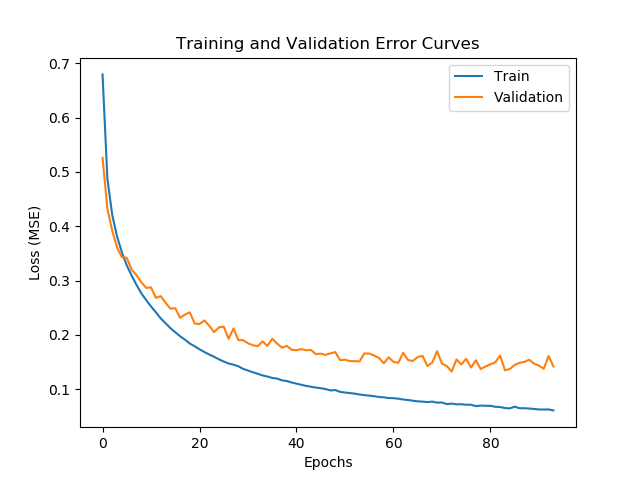 Training and Validation Error Curves
Train
Validation
Loss (MSE)
0.7
0.6
0.5
0.4
0.3
0.2
0.1
0 20 40 60 80
Epochs